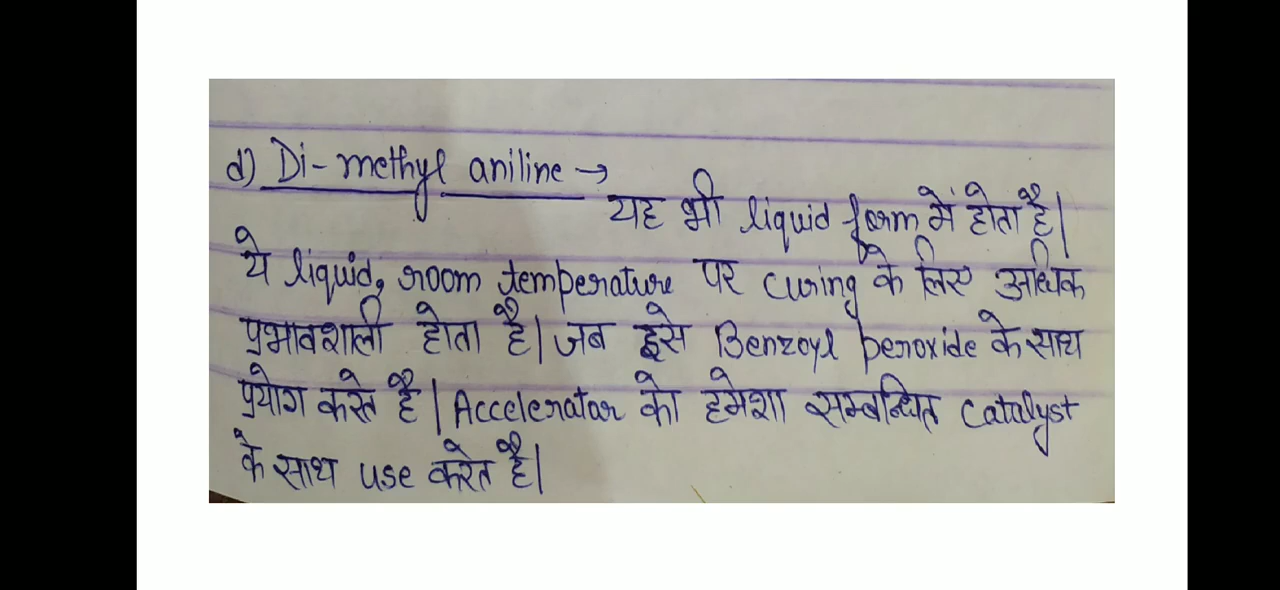 d) Di-methyl aniline →
यह भी liquid form में होता है।
ये liquid, room temperature पर curing के लिए अधिक
प्रभावशाली होता है। जब इसे Benzoyl peroxide के साथ
प्रयोग करते है। Accelerator को हमेशा सम्बन्धित catalyst
के साथ use करते है।